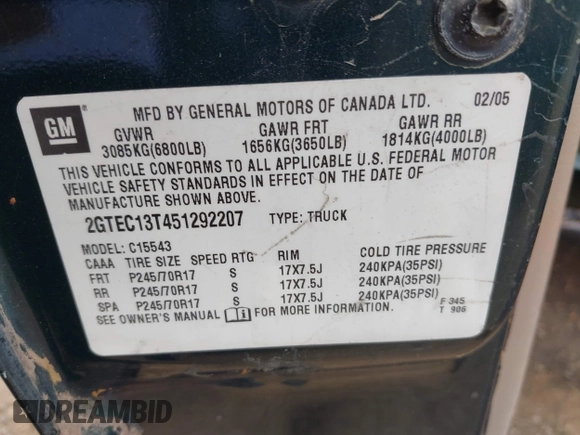 GM
MFD BY GENERAL MOTORS OF CANADA LTD. 02/05
GVWR GAWR FRT GAWR RR
3085KG(6800LB) 1656KG(3650LB) 1814KG(4000LB)
THIS VEHICLE CONFORMS TO ALL APPLICABLE U.S. FEDERAL MOTOR
VEHICLE SAFETY STANDARDS IN EFFECT ON THE DATE OF
MANUFACTURE SHOWN ABOVE.
2GTEC13T451292207 TYPE: TRUCK
MODEL: C15543
CAAA TIRE SIZE SPEED RTG RIM COLD TIRE PRESSURE
FRT P245/70R17 S 17X7.5J 240KPA(35PSI)
RR P245/70R17 S 17X7.5J 240KPA(35PSI)
SPA P245/70R17 S 17X7.5J 240KPA(35PSI)
SEE OWNER'S MANUAL FOR MORE INFORMATION.
F 345
T 906
DREAMBID